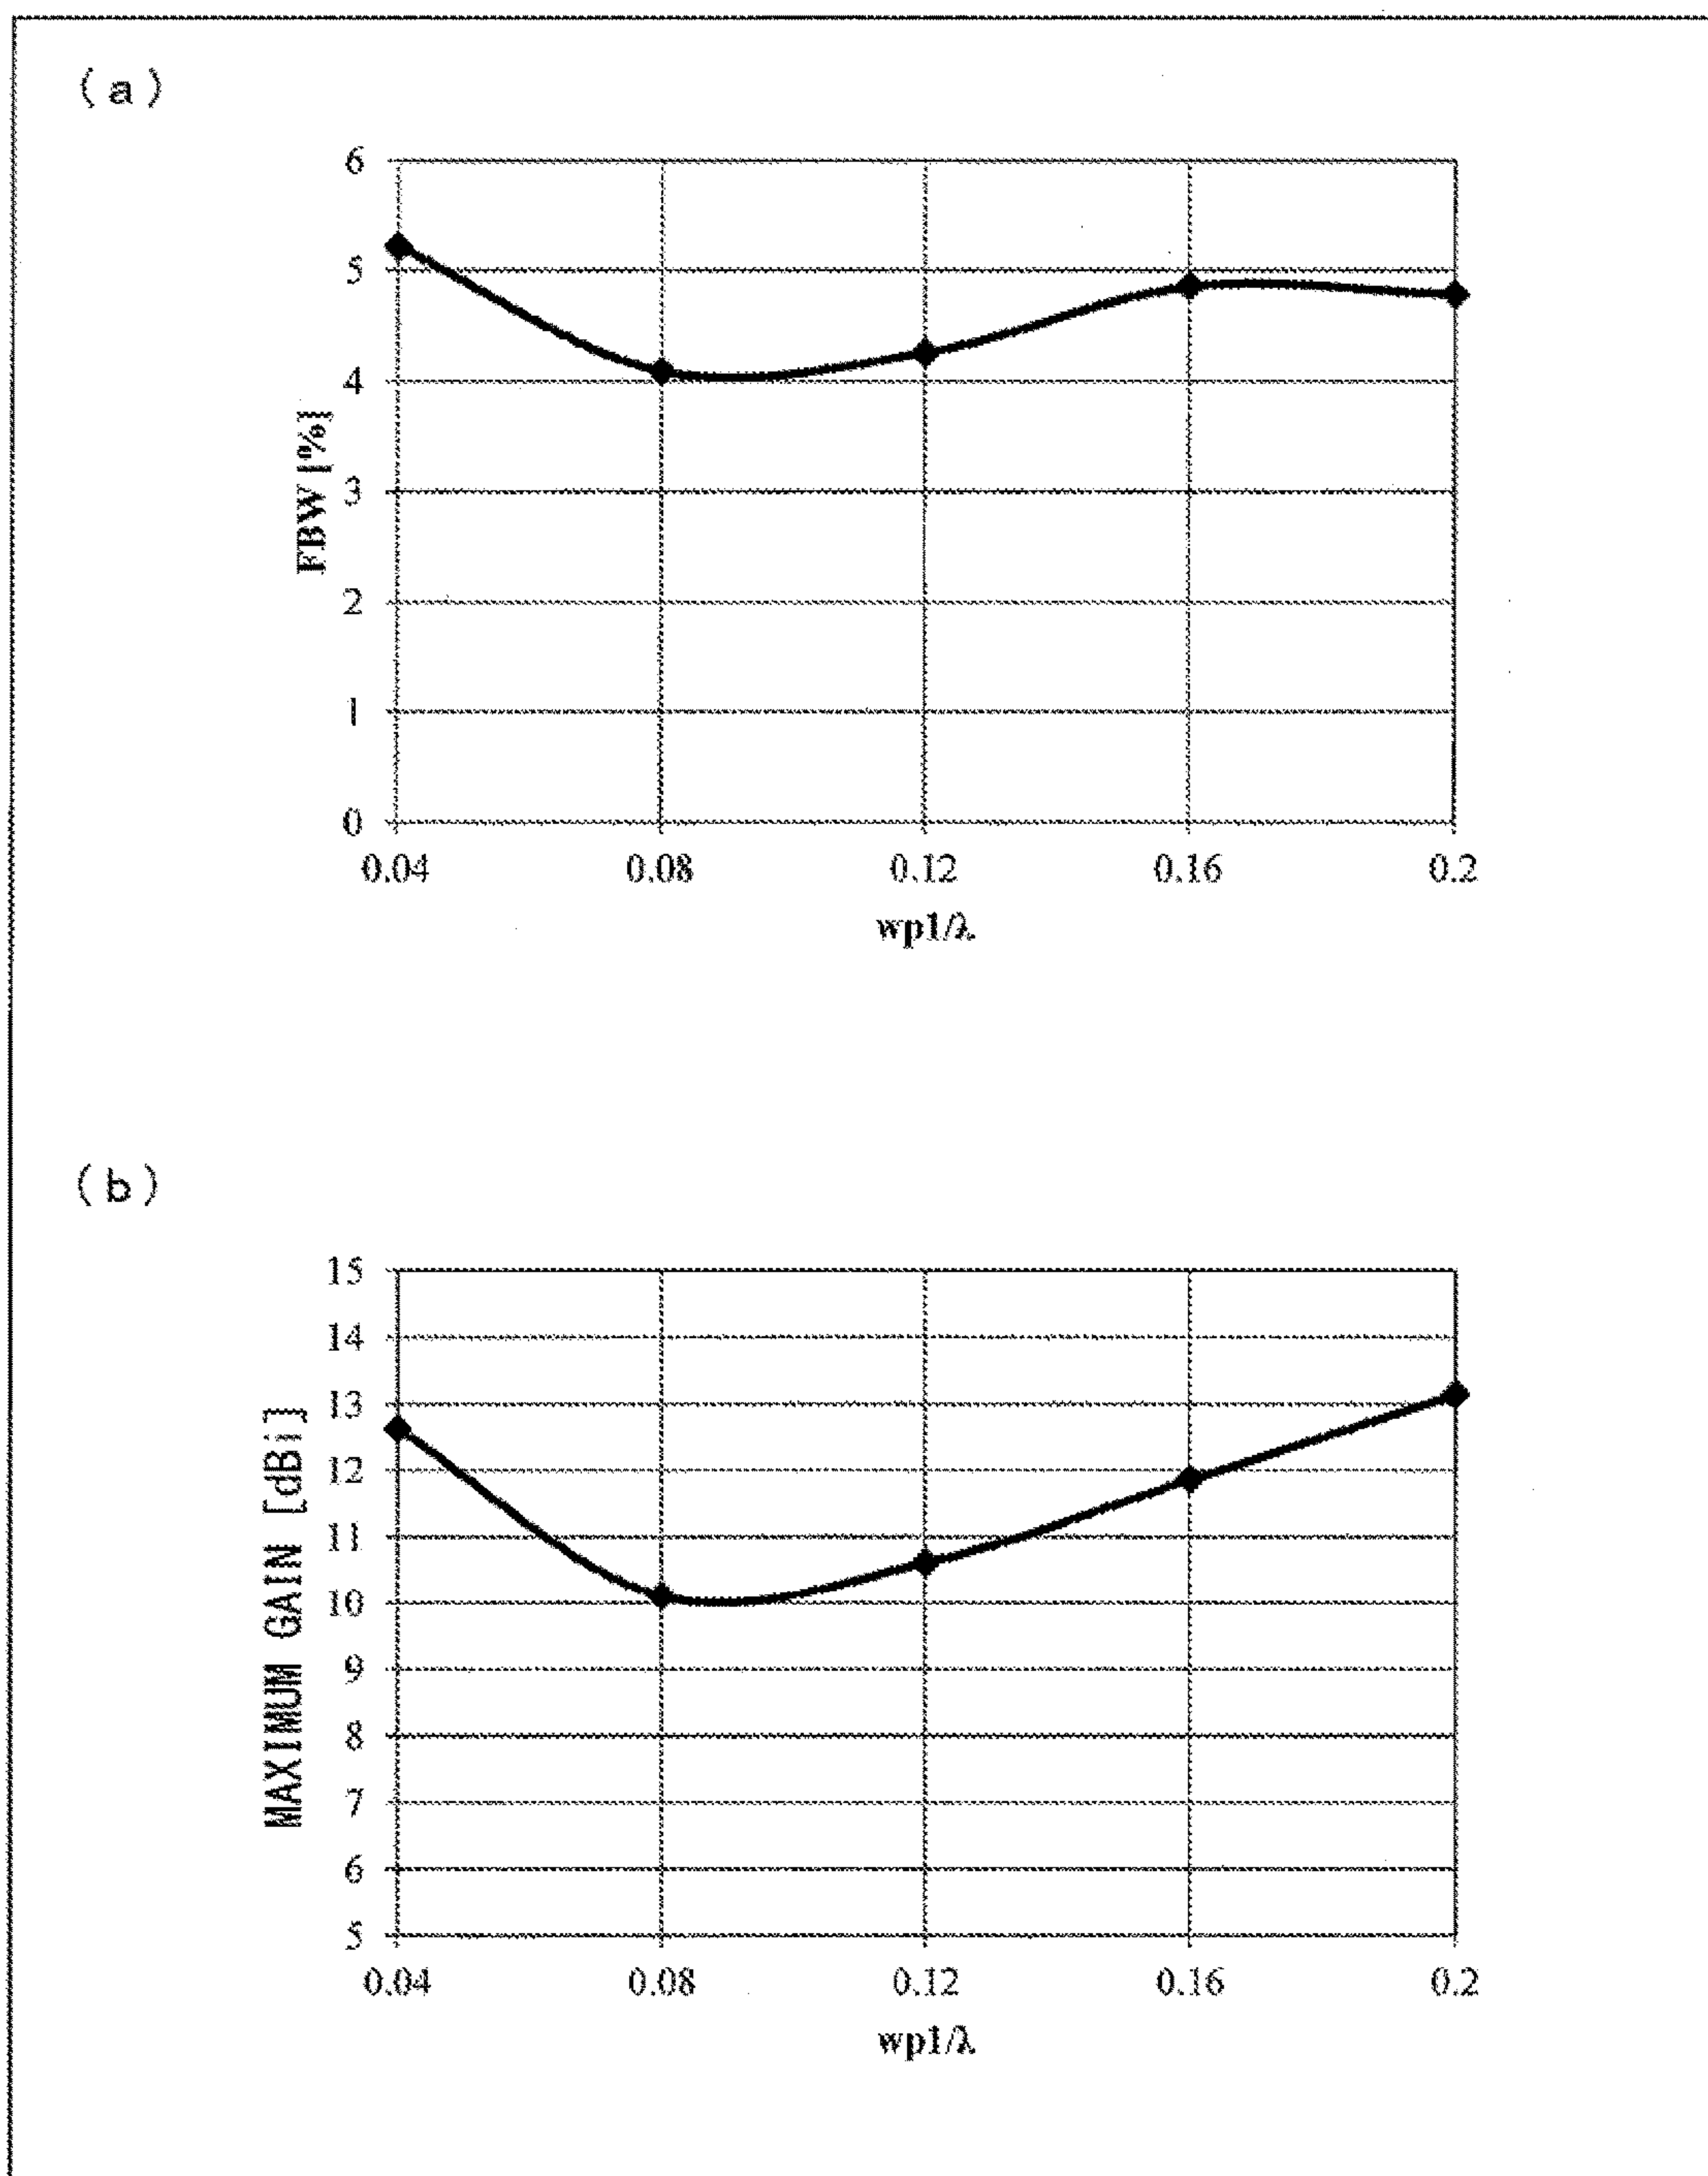 (a)
6
5
4
3
2
1
0
FBW [%]
0.04 0.08 0.12 0.16 0.2
wp1/λ
(b)
15
14
13
12
11
10
9
8
7
6
5
MAXIMUM GAIN [dBi]
0.04 0.08 0.12 0.16 0.2
wp1/λ